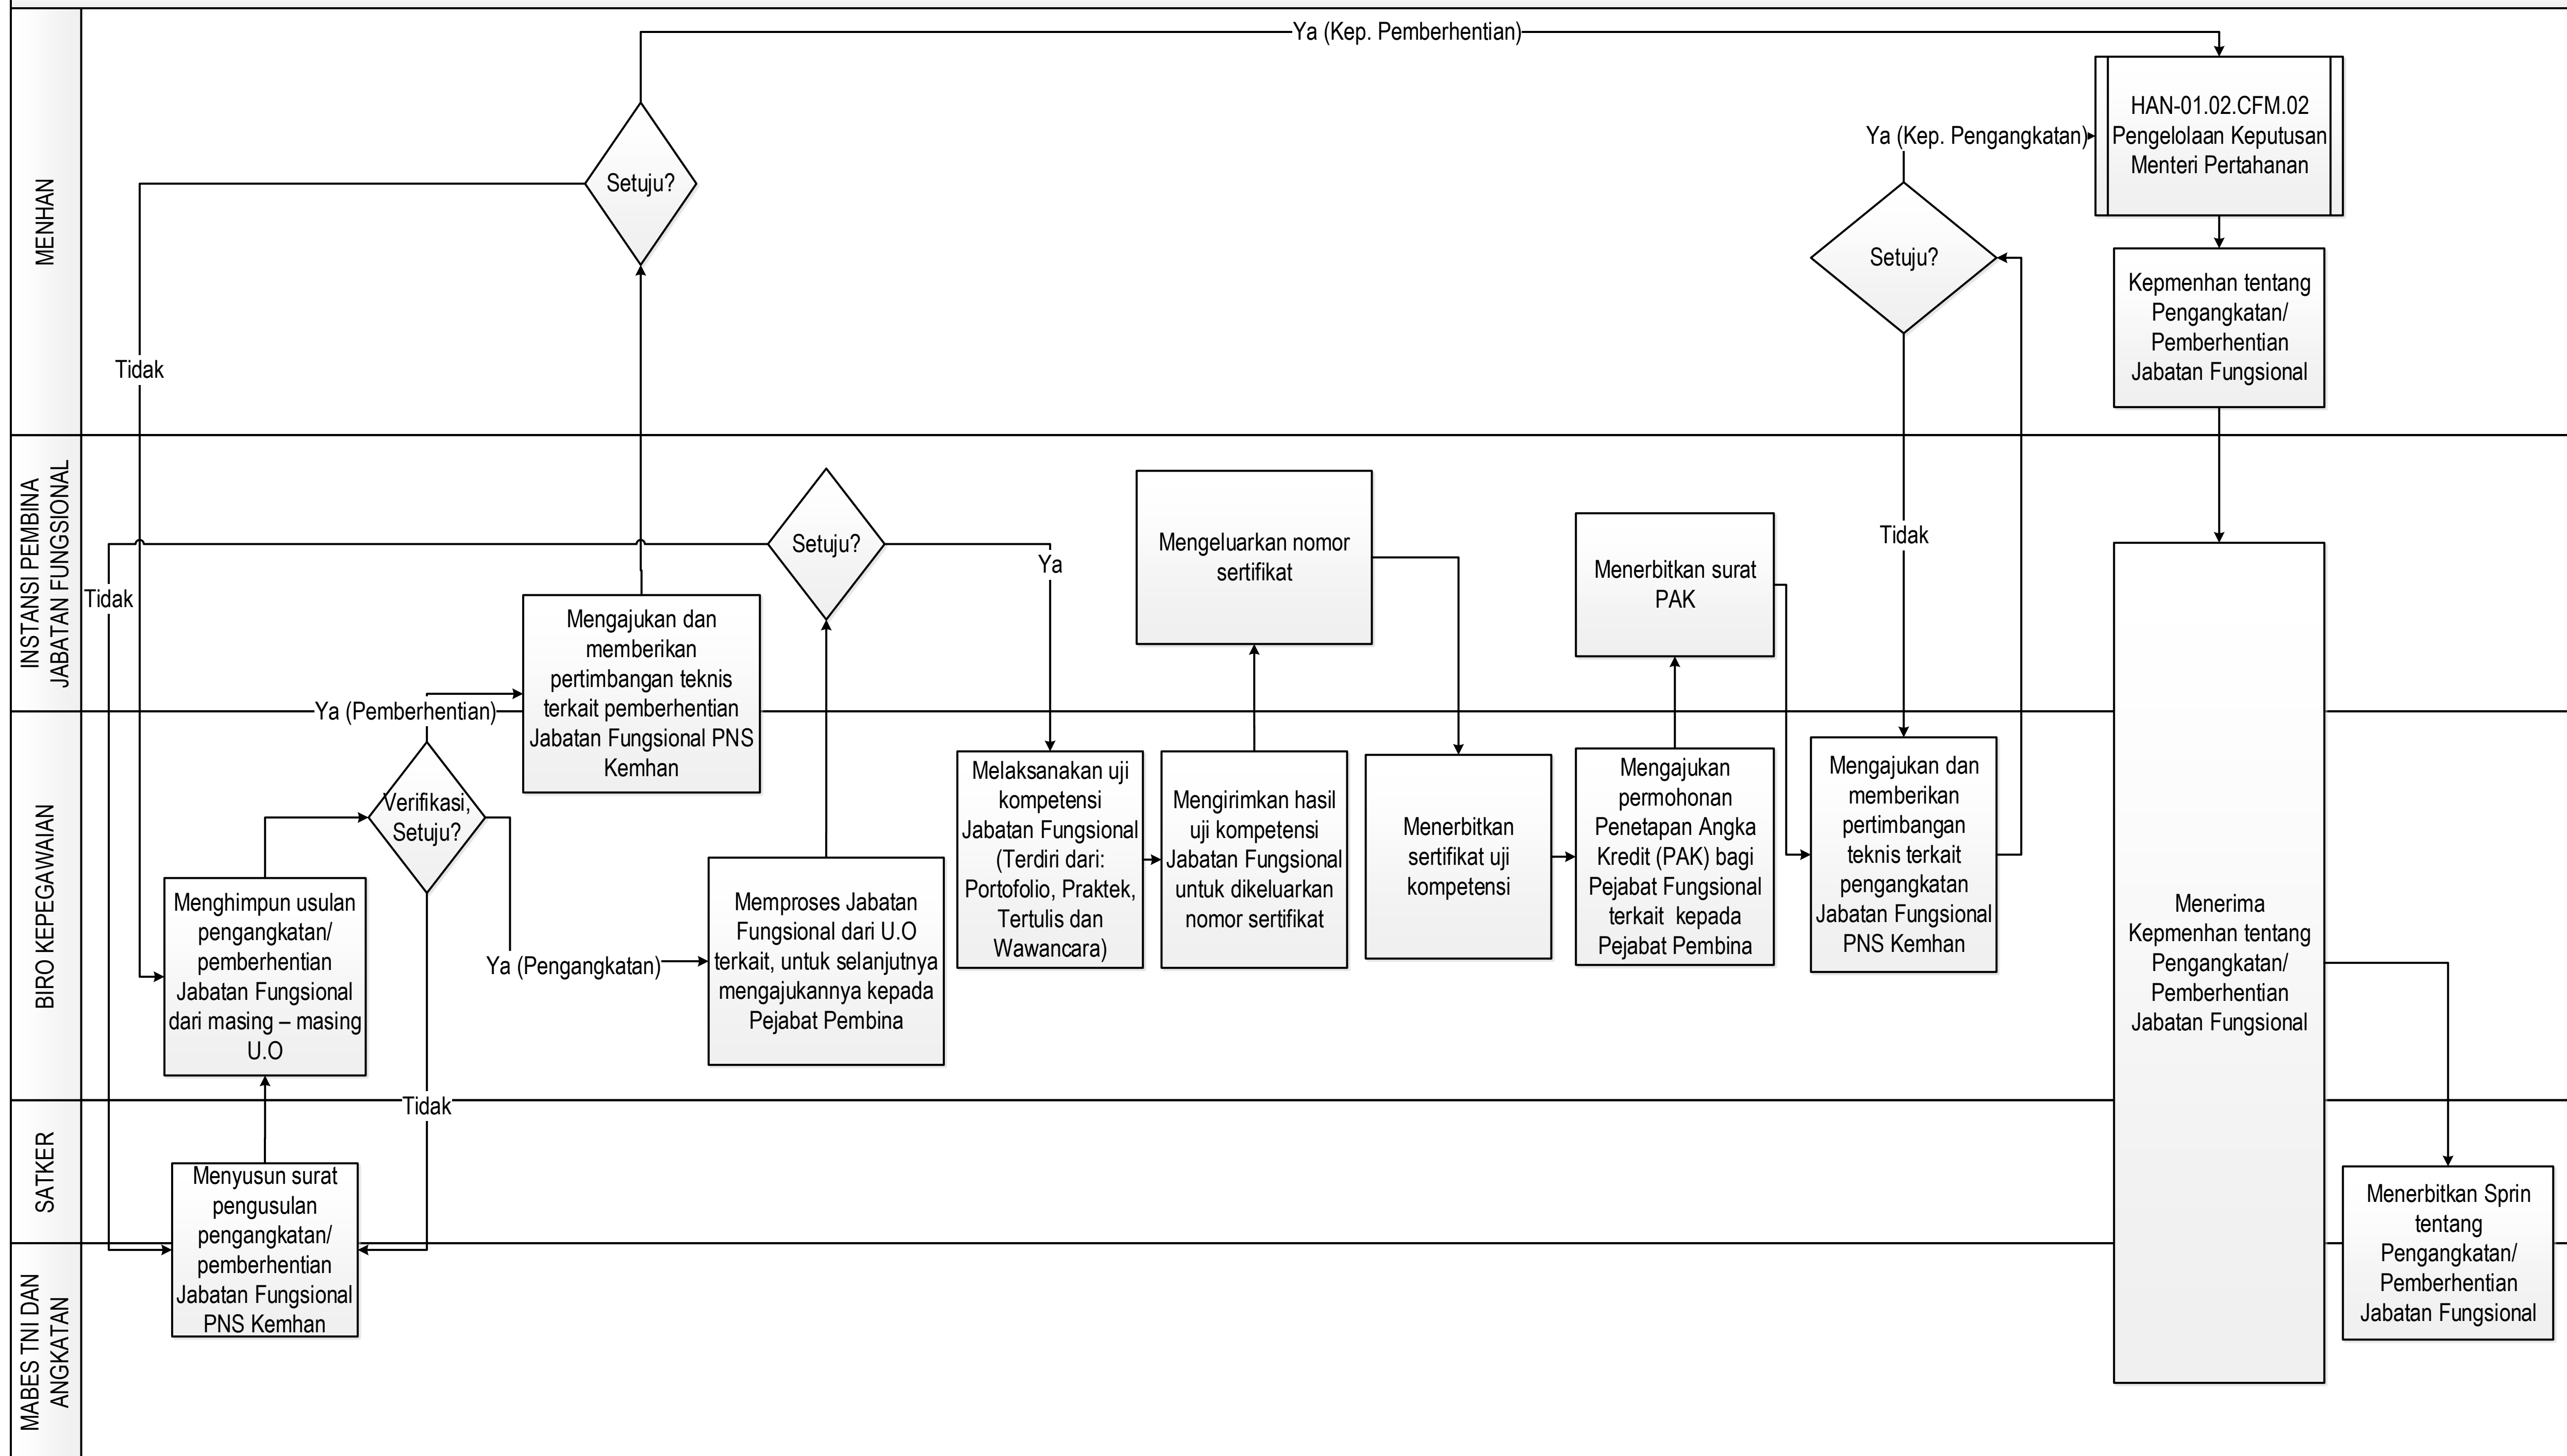 Ya (Kep. Pemberhentian)
MENHAN
Setuju?
Tidak
Ya (Kep. Pengangkatan)
Setuju?
Tidak
HAN-01.02.CFM.02
Pengelolaan Keputusan
Menteri Pertahanan
Kepmenhan tentang
Pengangkatan/
Pemberhentian
Jabatan Fungsional
INSTANSI PEMBINA
JABATAN FUNGSIONAL
Tidak
Mengajukan dan
memberikan
pertimbangan teknis
terkait pemberhentian
Jabatan Fungsional PNS
Kemhan
Setuju?
Ya
Mengeluarkan nomor
sertifikat
Menerbitkan surat
PAK
BIRO KEPEGAWAIAN
Ya (Pemberhentian)
Verifikasi,
Setuju?
Ya (Pengangkatan)
Tidak
Menghimpun usulan
pengangkatan/
pemberhentian
Jabatan Fungsional
dari masing – masing
U.O
Memproses Jabatan
Fungsional dari U.O
terkait, untuk selanjutnya
mengajukannya kepada
Pejabat Pembina
Melaksanakan uji
kompetensi
Jabatan Fungsional
(Terdiri dari:
Portofolio, Praktek,
Tertulis dan
Wawancara)
Mengirimkan hasil
uji kompetensi
Jabatan Fungsional
untuk dikeluarkan
nomor sertifikat
Menerbitkan
sertifikat uji
kompetensi
Mengajukan
permohonan
Penetapan Angka
Kredit (PAK) bagi
Pejabat Fungsional
terkait kepada
Pejabat Pembina
Mengajukan dan
memberikan
pertimbangan
teknis terkait
pengangkatan
Jabatan Fungsional
PNS Kemhan
Menerima
Kepmenhan tentang
Pengangkatan/
Pemberhentian
Jabatan Fungsional
SATKER
Menyusun surat
pengusulan
pengangkatan/
pemberhentian
Jabatan Fungsional
PNS Kemhan
Menerbitkan Sprin
tentang
Pengangkatan/
Pemberhentian
Jabatan Fungsional
MABES TNI DAN
ANGKATAN